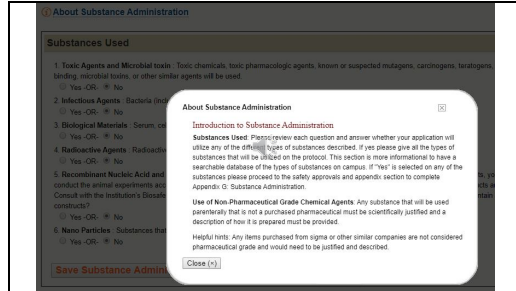 About Substance Administration
Substances Used
1. Toxic Agents and Microbial toxin : Toxic chemicals, toxic pharmacologic agents, known or suspected mutagens, carcinogens, teratogens,
binding, microbial toxins, or other similar agents will be used.
Yes -OR- No
2. Infectious Agents : Bacteria (incl
Yes -OR- No
3. Biological Materials : Serum, cel
Yes -OR- No
4. Radioactive Agents : Radioactiv
Yes -OR- No
5. Recombinant Nucleic Acid and
conduct the animal experiments acc
Consult with the Institution's Biosafe
constructs?
Yes -OR- No
6. Nano Particles : Substances that
Yes -OR- No
Save Substance Admin
About Substance Administration
Introduction to Substance Administration
Substances Used: Please review each question and answer whether your application will
utilize any of the different types of substances described. If yes please give all the types of
substances that will be utilized on the protocol. This section is more informational to have a
searchable database of the types of substances on campus. If "Yes" is selected on any of the
substances please proceed to the safety approvals and appendix section to complete
Appendix G: Substance Administration.
Use of Non-Pharmaceutical Grade Chemical Agents: Any substance that will be used
parenterally that is not a purchased pharmaceutical must be scientifically justified and a
description of how it is prepared must be provided.
Helpful hints: Any items purchased from sigma or other similar companies are not considered
pharmaceutical grade and would need to be justified and described.
Close (×)